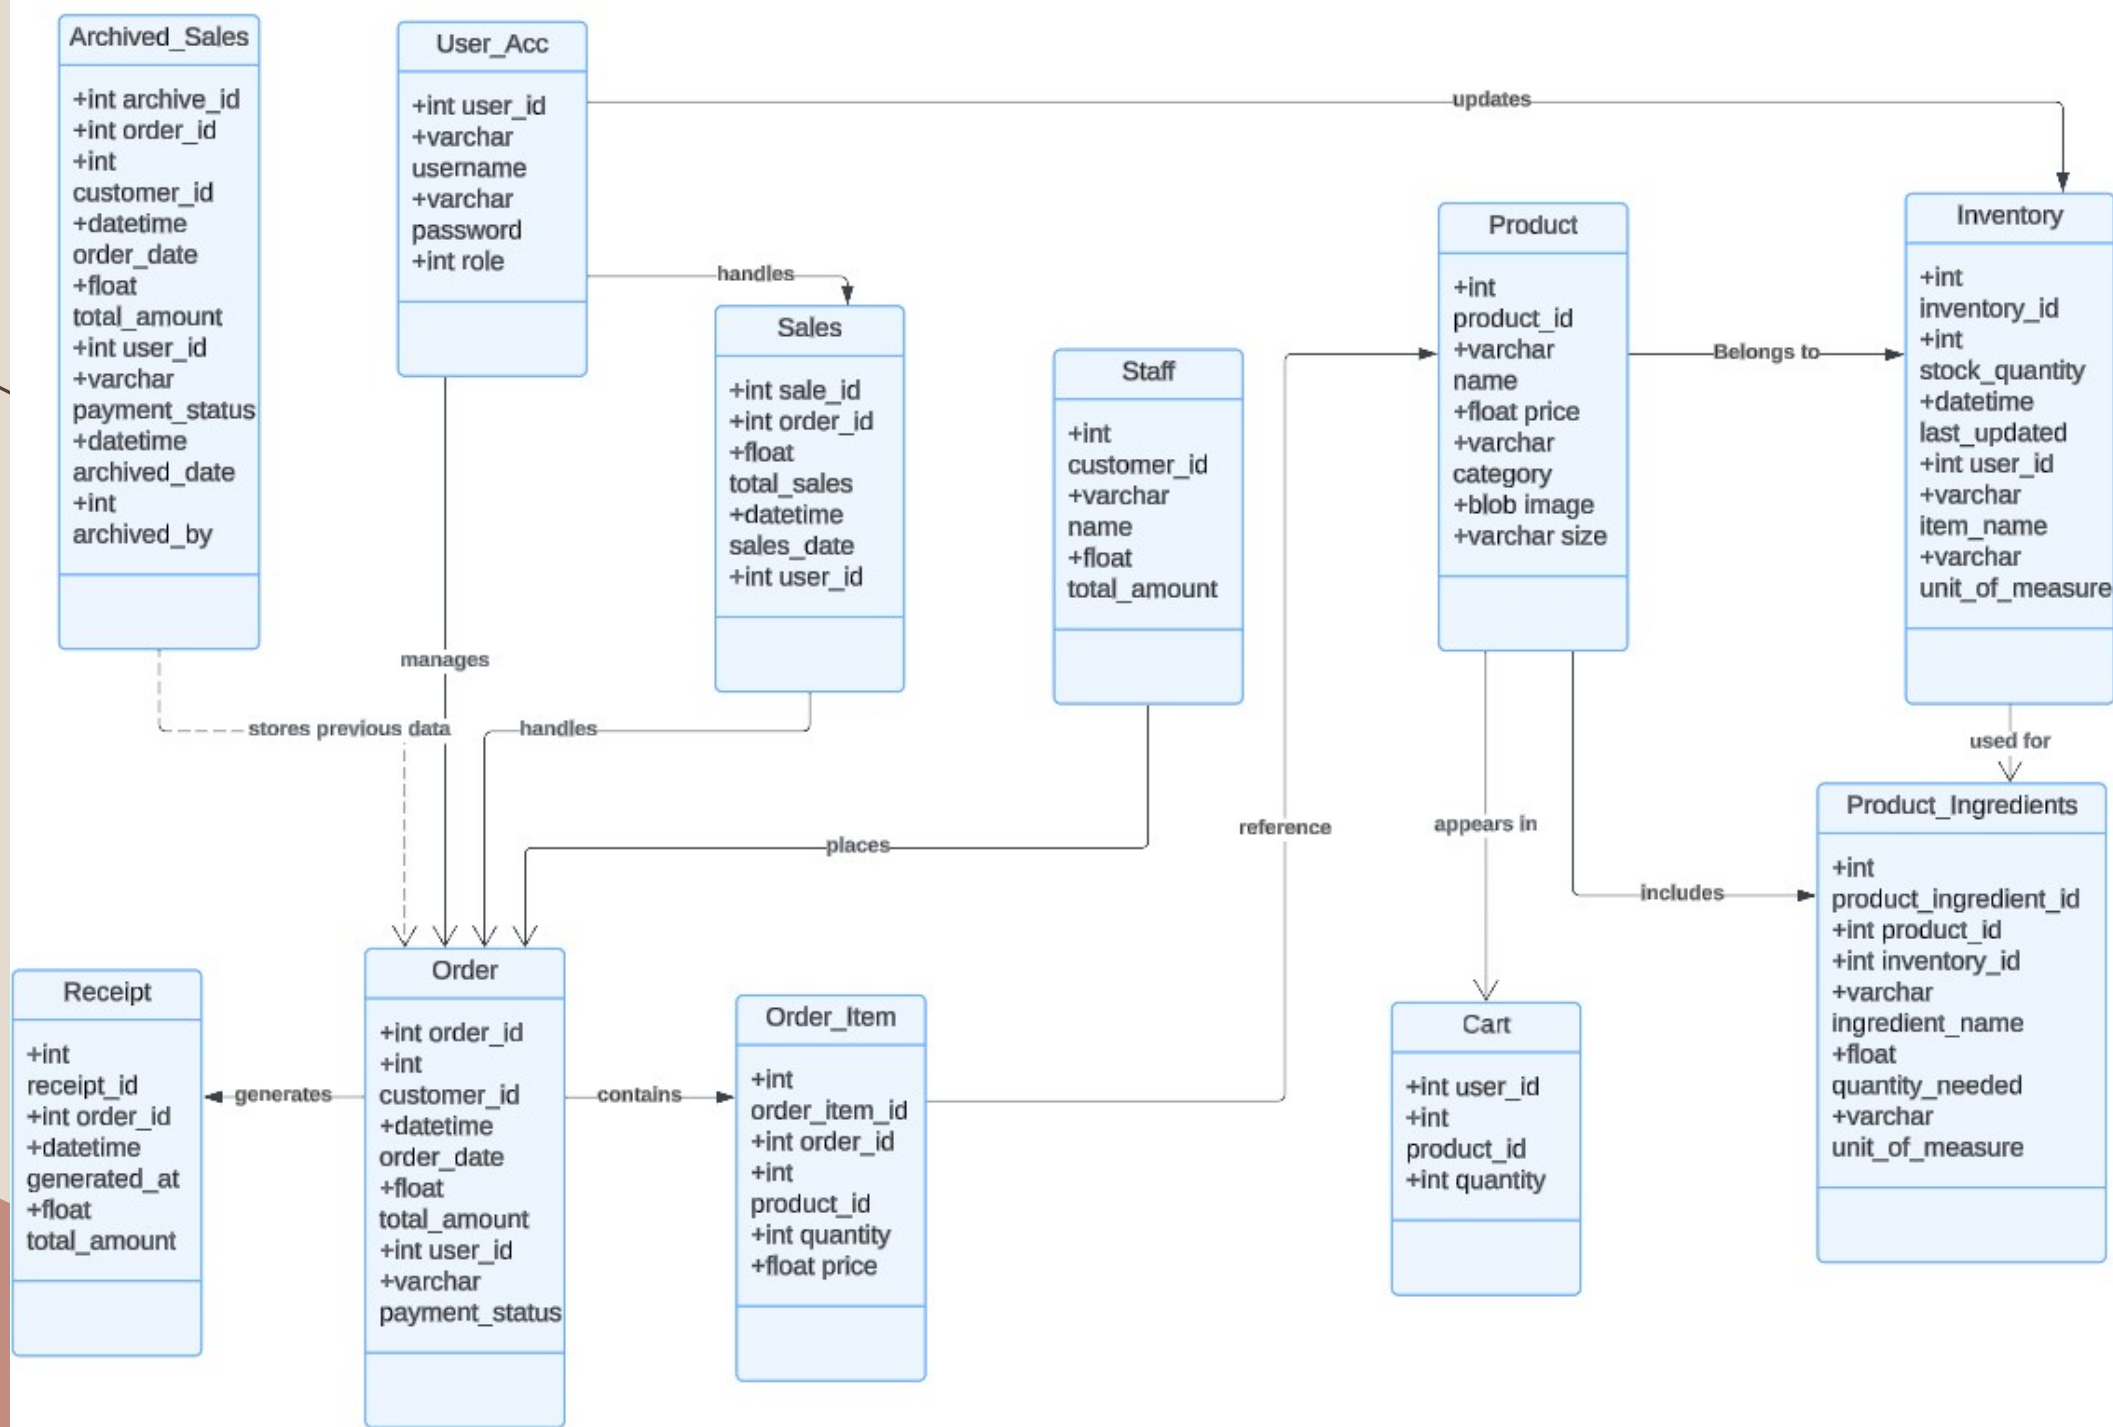 Archived_Sales
+int archive_id
+int order_id
+int
customer_id
+datetime
order_date
+float
total_amount
+int user_id
+varchar
payment_status
+datetime
archived_date
+int
archived_by
User_Acc
+int user_id
+varchar
username
+varchar
password
+int role
updates
handles
Sales
+int sale_id
+int order_id
+float
total_sales
+datetime
sales_date
+int user_id
Staff
+int
customer_id
+varchar
name
+float
total_amount
Product
+int
product_id
+varchar
name
+float price
+varchar
category
+blob image
+varchar size
Belongs to
Inventory
+int
inventory_id
+int
stock_quantity
+datetime
last_updated
+int user_id
+varchar
item_name
+varchar
unit_of_measure
manages
stores previous data
handles
places
reference
appears in
includes
used for
Product_Ingredients
+int
product_ingredient_id
+int product_id
+int inventory_id
+varchar
ingredient_name
+float
quantity_needed
+varchar
unit_of_measure
Receipt
+int
receipt_id
+int order_id
+datetime
generated_at
+float
total_amount
generates
Order
+int order_id
+int
customer_id
+datetime
order_date
+float
total_amount
+int user_id
+varchar
payment_status
contains
Order_Item
+int
order_item_id
+int order_id
+int
product_id
+int quantity
+float price
Cart
+int user_id
+int
product_id
+int quantity